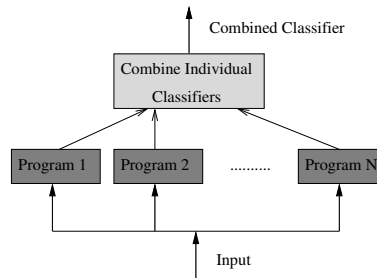 Combined Classifier
Combine Individual
Classifiers
Program 1
Program 2
..........
Program N
Input